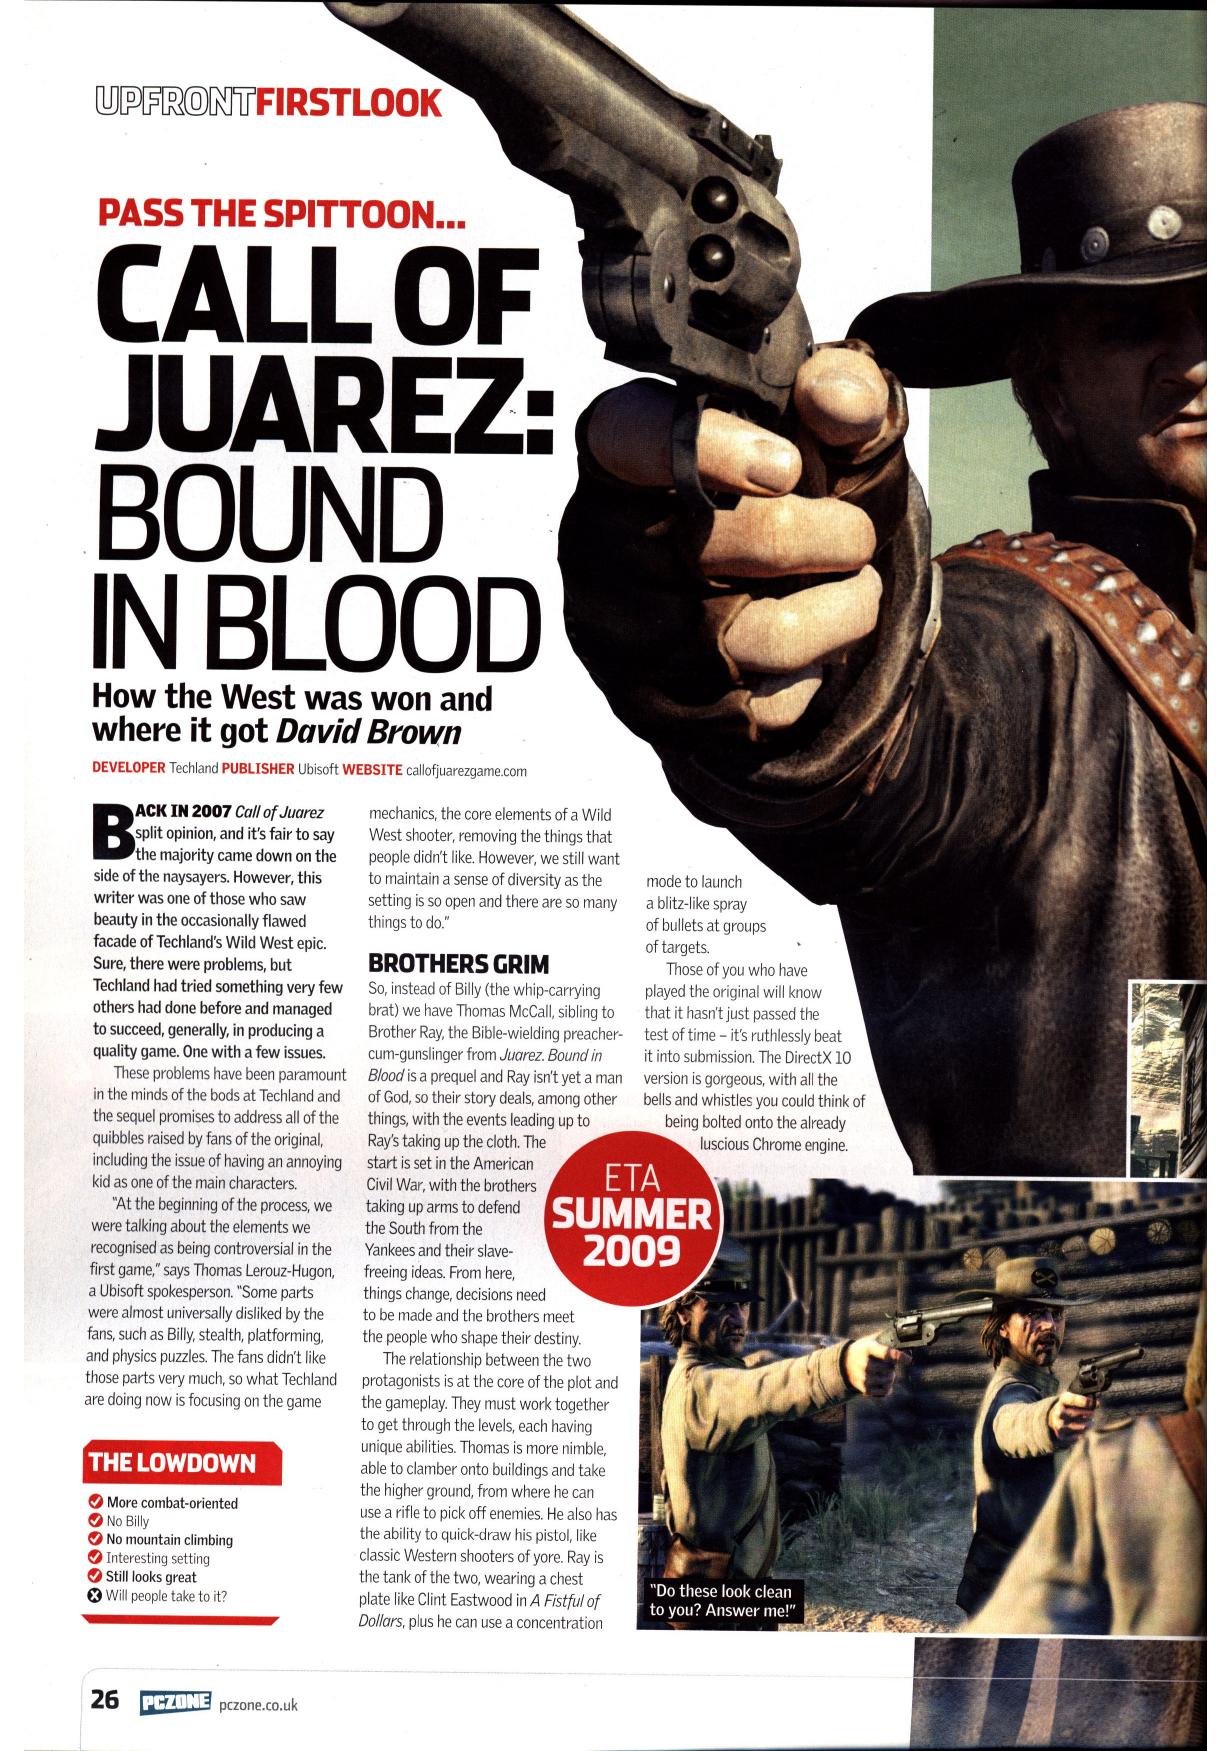 UPFRONTFIRSTLOOK
PASS THE SPITTOON...
CALL OF
JUAREZ:
BOUND
IN BLOOD
How the West was won and
where it got David Brown
DEVELOPER Techland PUBLISHER Ubisoft WEBSITE callofjuarezgame.com
BACK IN 2007 Call of Juarez
split opinion, and it's fair to say
the majority came down on the
side of the naysayers. However, this
writer was one of those who saw
beauty in the occasionally flawed
facade of Techland's Wild West epic.
Sure, there were problems, but
Techland had tried something very few
others had done before and managed
to succeed, generally, in producing a
quality game. One with a few issues.
These problems have been paramount
in the minds of the bods at Techland and
the sequel promises to address all of the
quibbles raised by fans of the original,
including the issue of having an annoying
kid as one of the main characters.
"At the beginning of the process, we
were talking about the elements we
recognised as being controversial in the
first game," says Thomas Lerouz-Hugon,
a Ubisoft spokesperson. "Some parts
were almost universally disliked by the
fans, such as Billy, stealth, platforming,
and physics puzzles. The fans didn't like
those parts very much, so what Techland
are doing now is focusing on the game
mechanics, the core elements of a Wild
West shooter, removing the things that
people didn't like. However, we still want
to maintain a sense of diversity as the
setting is so open and there are so many
things to do."
BROTHERS GRIM
So, instead of Billy (the whip-carrying
brat) we have Thomas McCall, sibling to
Brother Ray, the Bible-wielding preacher-
cum-gunslinger from Juarez. Bound in
Blood is a prequel and Ray isn't yet a man
of God, so their story deals, among other
things, with the events leading up to
Ray's taking up the cloth. The
start is set in the American
Civil War, with the brothers
taking up arms to defend
the South from the
Yankees and their slave-
freeing ideas. From here,
things change, decisions need
to be made and the brothers meet
the people who shape their destiny.
The relationship between the two
protagonists is at the core of the plot and
the gameplay. They must work together
to get through the levels, each having
unique abilities. Thomas is more nimble,
able to clamber onto buildings and take
the higher ground, from where he can
use a rifle to pick off enemies. He also has
the ability to quick-draw his pistol, like
classic Western shooters of yore. Ray is
the tank of the two, wearing a chest
plate like Clint Eastwood in A Fistful of
Dollars, plus he can use a concentration
mode to launch
a blitz-like spray
of bullets at groups
of targets.
Those of you who have
played the original will know
that it hasn't just passed the
test of time – it's ruthlessly beat
it into submission. The DirectX 10
version is gorgeous, with all the
bells and whistles you could think of
being bolted onto the already
luscious Chrome engine.
ETA
SUMMER
2009
THE LOWDOWN
More combat-oriented
No Billy
No mountain climbing
Interesting setting
Still looks great
Will people take to it?
"Do these look clean
to you? Answer me!"
26 PCZONE pczone.co.uk